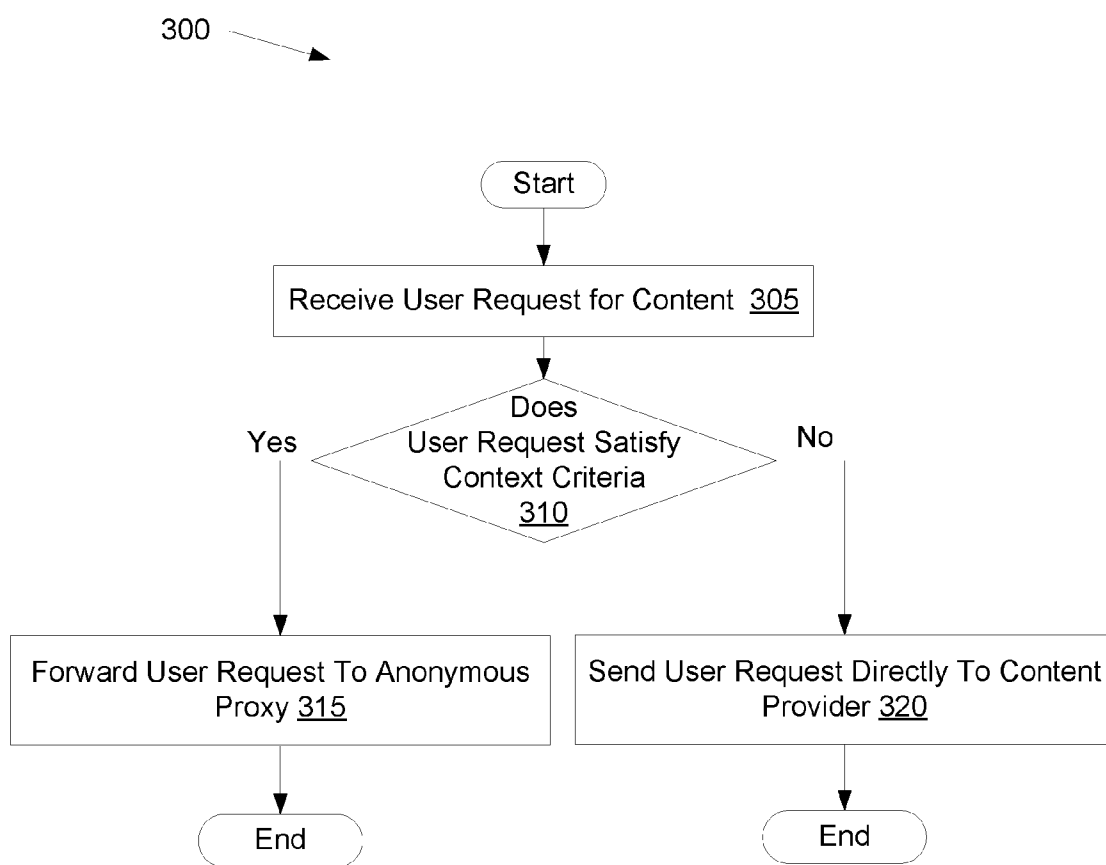 300
Start
Receive User Request for Content 305
Does
User Request Satisfy
Context Criteria
310
Yes
No
Forward User Request To Anonymous
Proxy 315
Send User Request Directly To Content
Provider 320
End
End